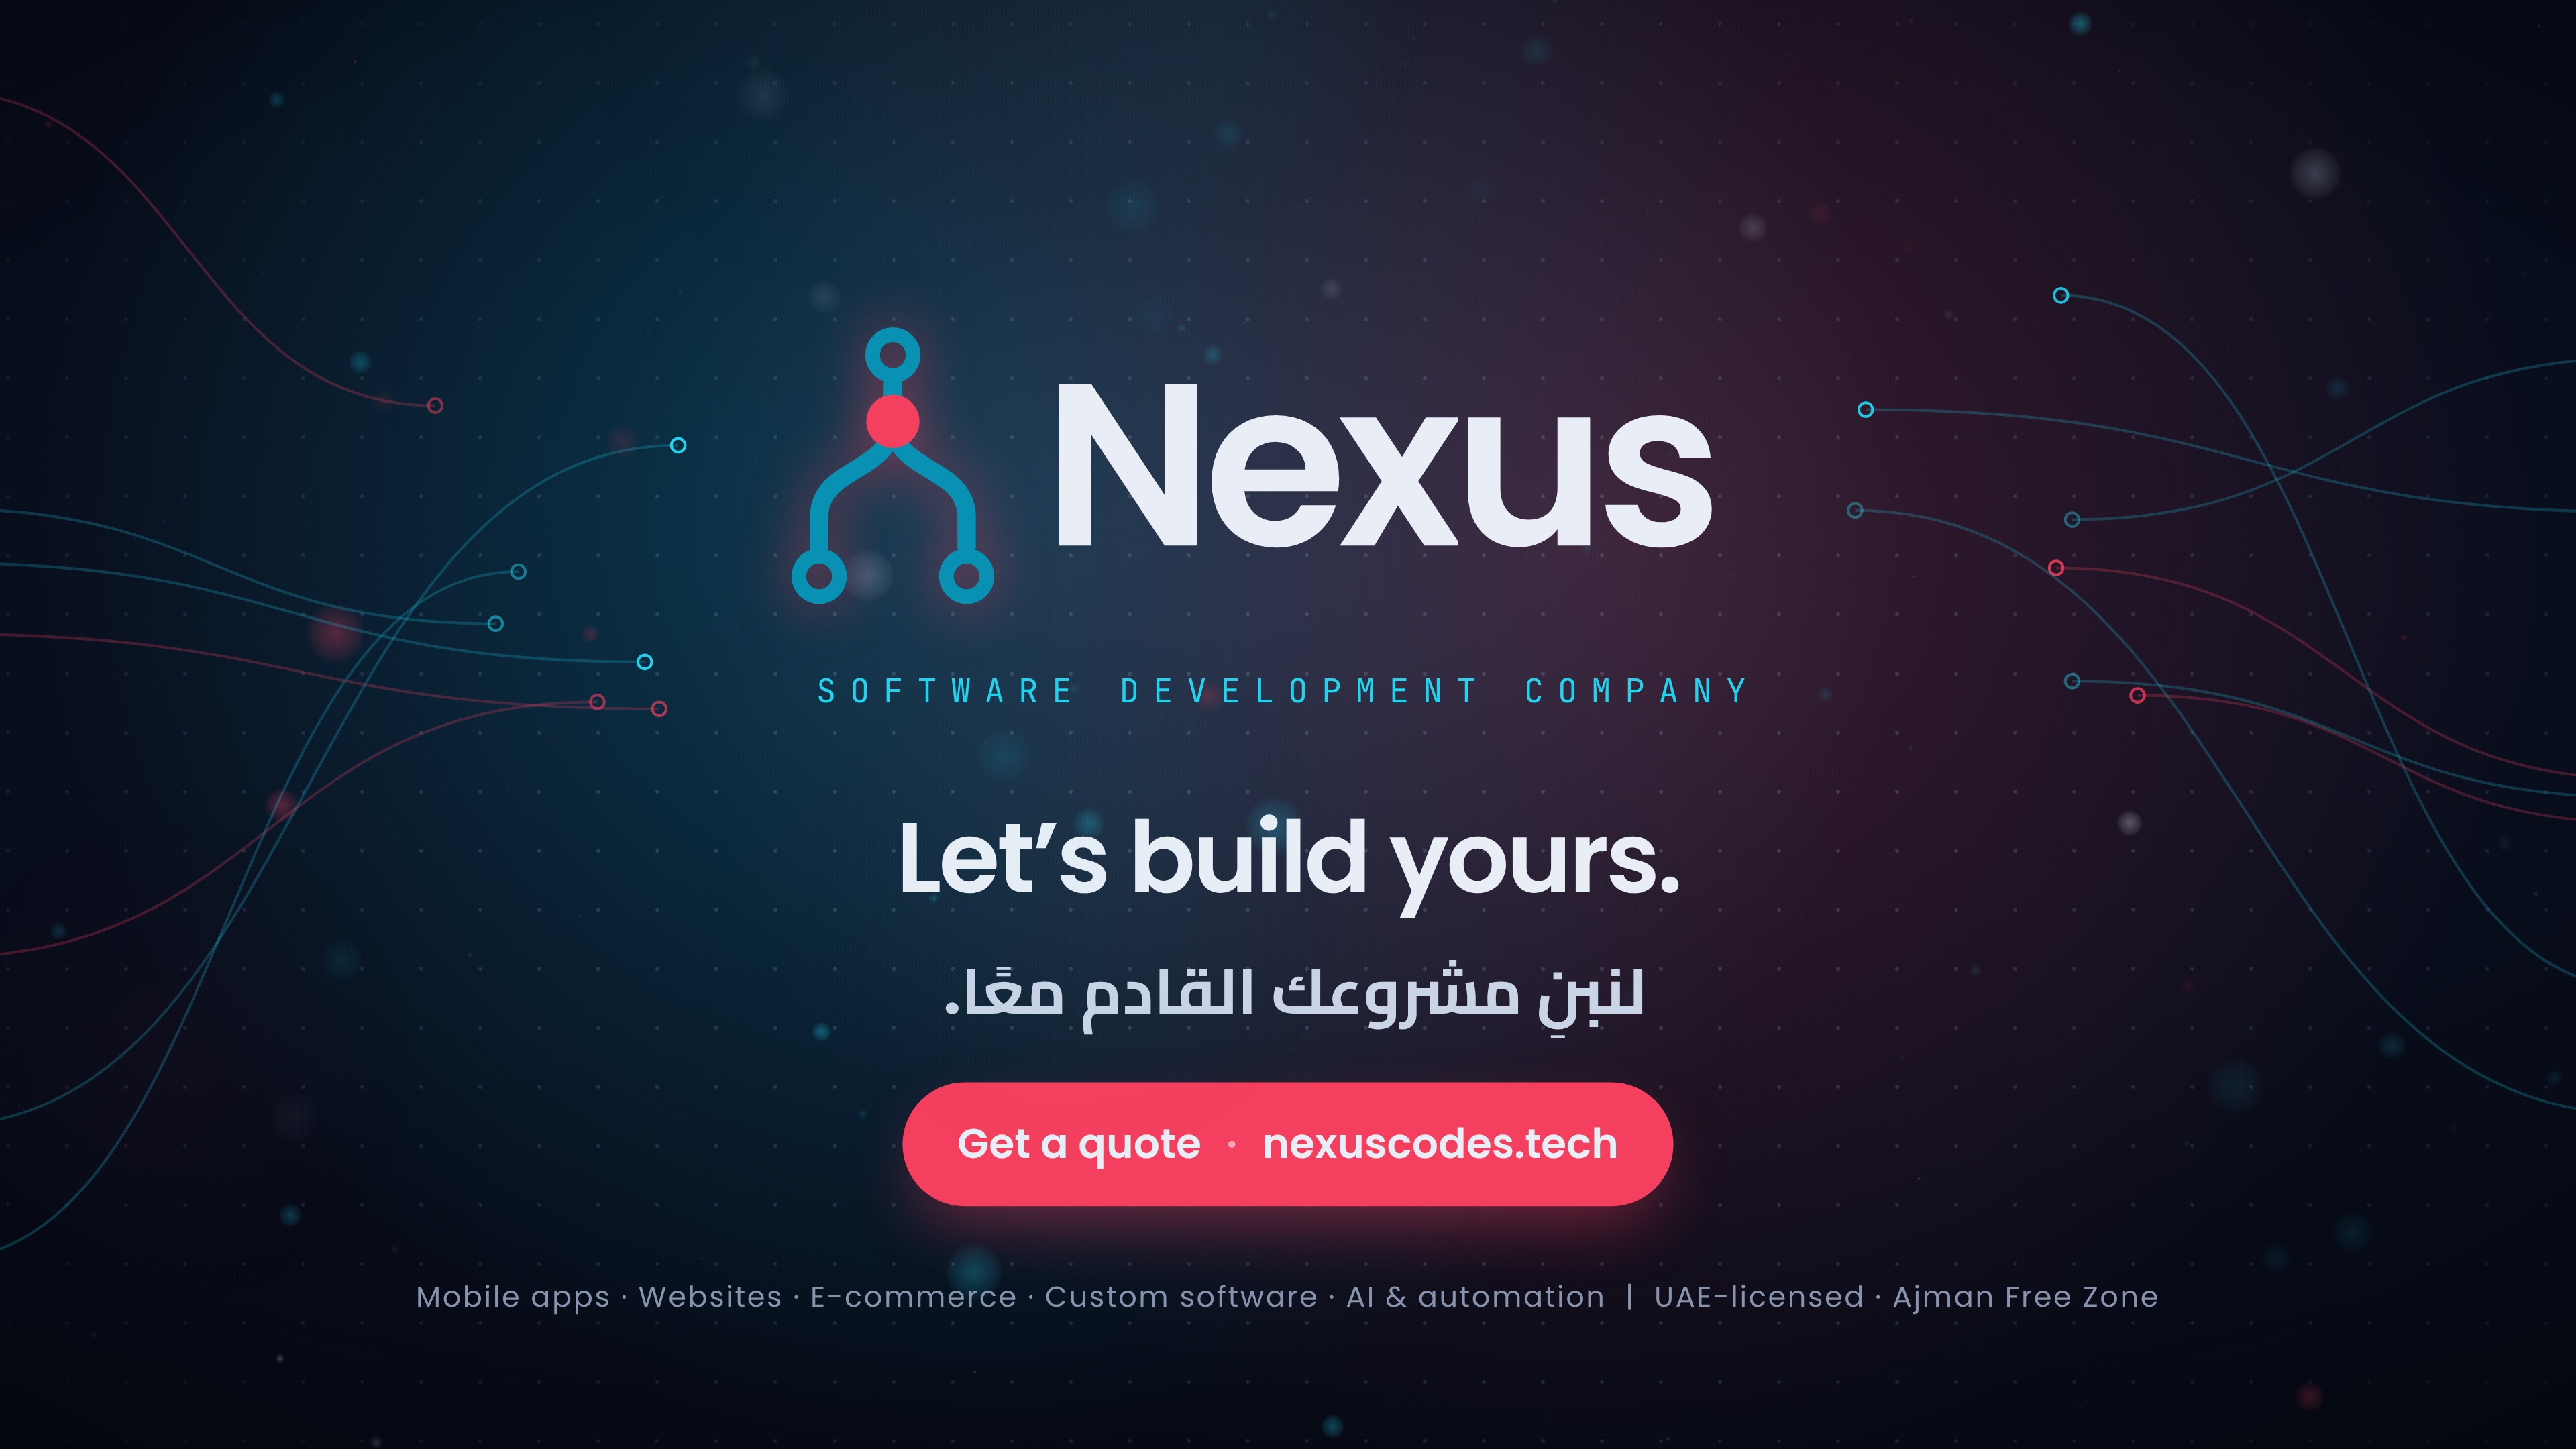 Nexus
SOFTWARE DEVELOPMENT COMPANY
Let’s build yours.
لنبنِ مشروعك القادم معًا.
Get a quote · nexuscodes.tech
Mobile apps · Websites · E-commerce · Custom software · AI & automation | UAE-licensed · Ajman Free Zone